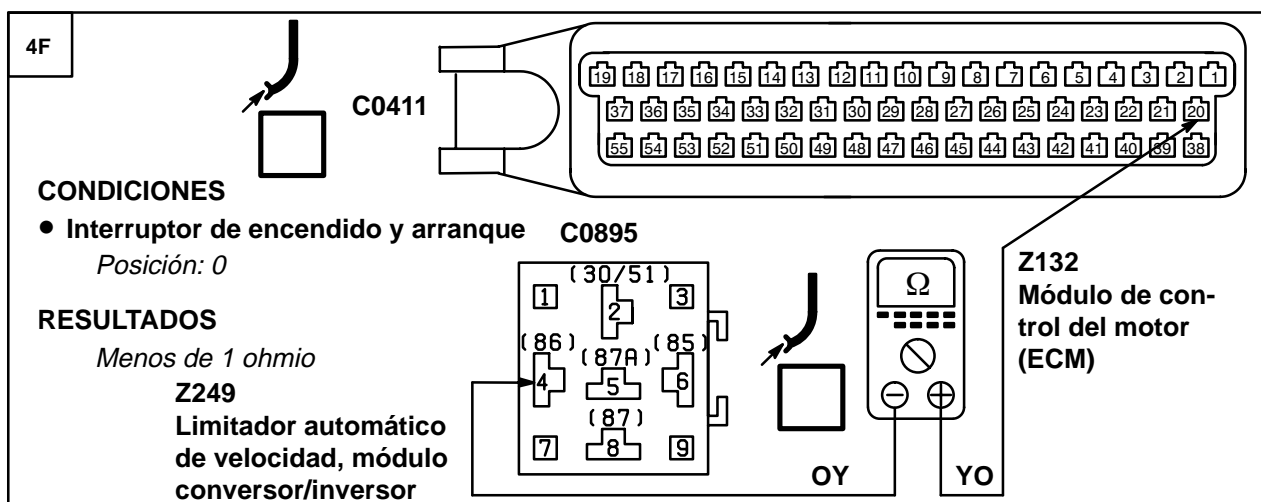 4F
C0411
19 18 17 16 15 14 13 12 11 10 9 8 7 6 5 4 3 2 1
37 36 35 34 33 32 31 30 29 28 27 26 25 24 23 22 21 20
55 54 53 52 51 50 49 48 47 46 45 44 43 42 41 40 39 38
CONDICIONES
• Interruptor de encendido y arranque
Posición: 0
RESULTADOS
Menos de 1 ohmio
Z249
Limitador automático
de velocidad, módulo
conversor/inversor
C0895
(30/51)
1 2 3
(86) (87A) (85)
4 5 6
(87)
7 8 9
Ω
− +
OY YO
Z132
Módulo de con-
trol del motor
(ECM)